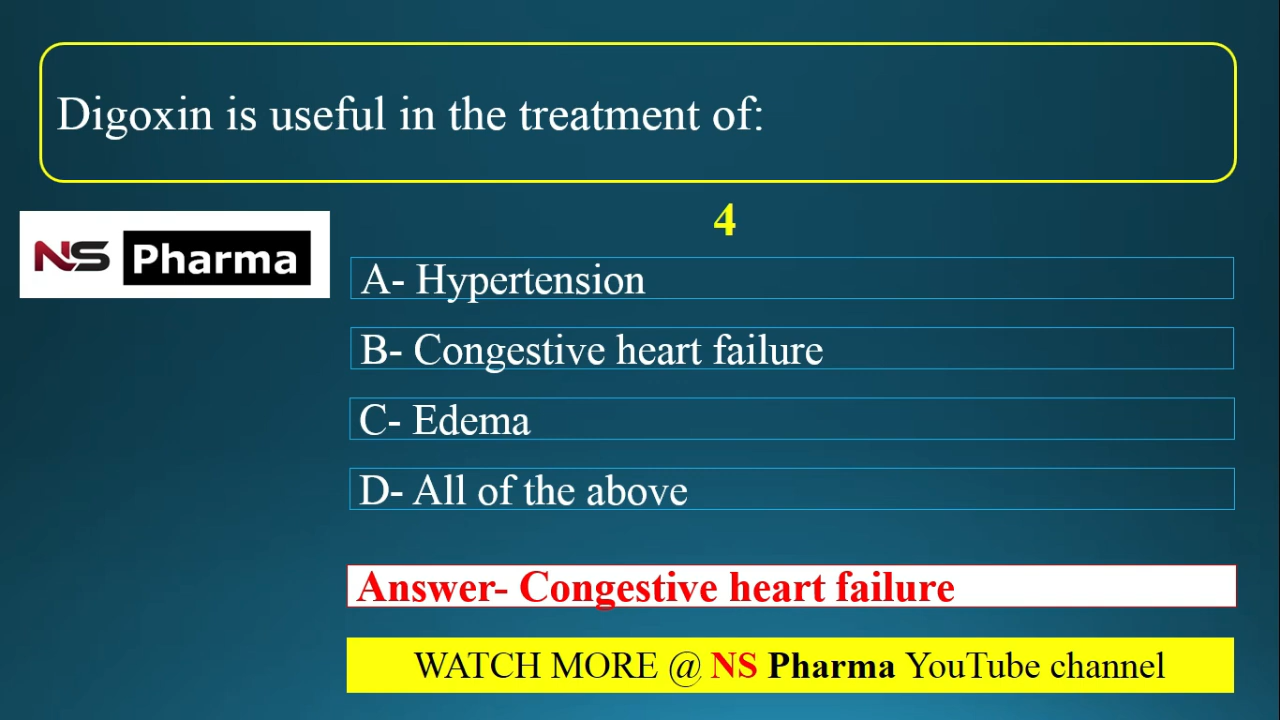 Digoxin is useful in the treatment of:
4
NS Pharma
A- Hypertension
B- Congestive heart failure
C- Edema
D- All of the above
Answer- Congestive heart failure
WATCH MORE @ NS Pharma YouTube channel